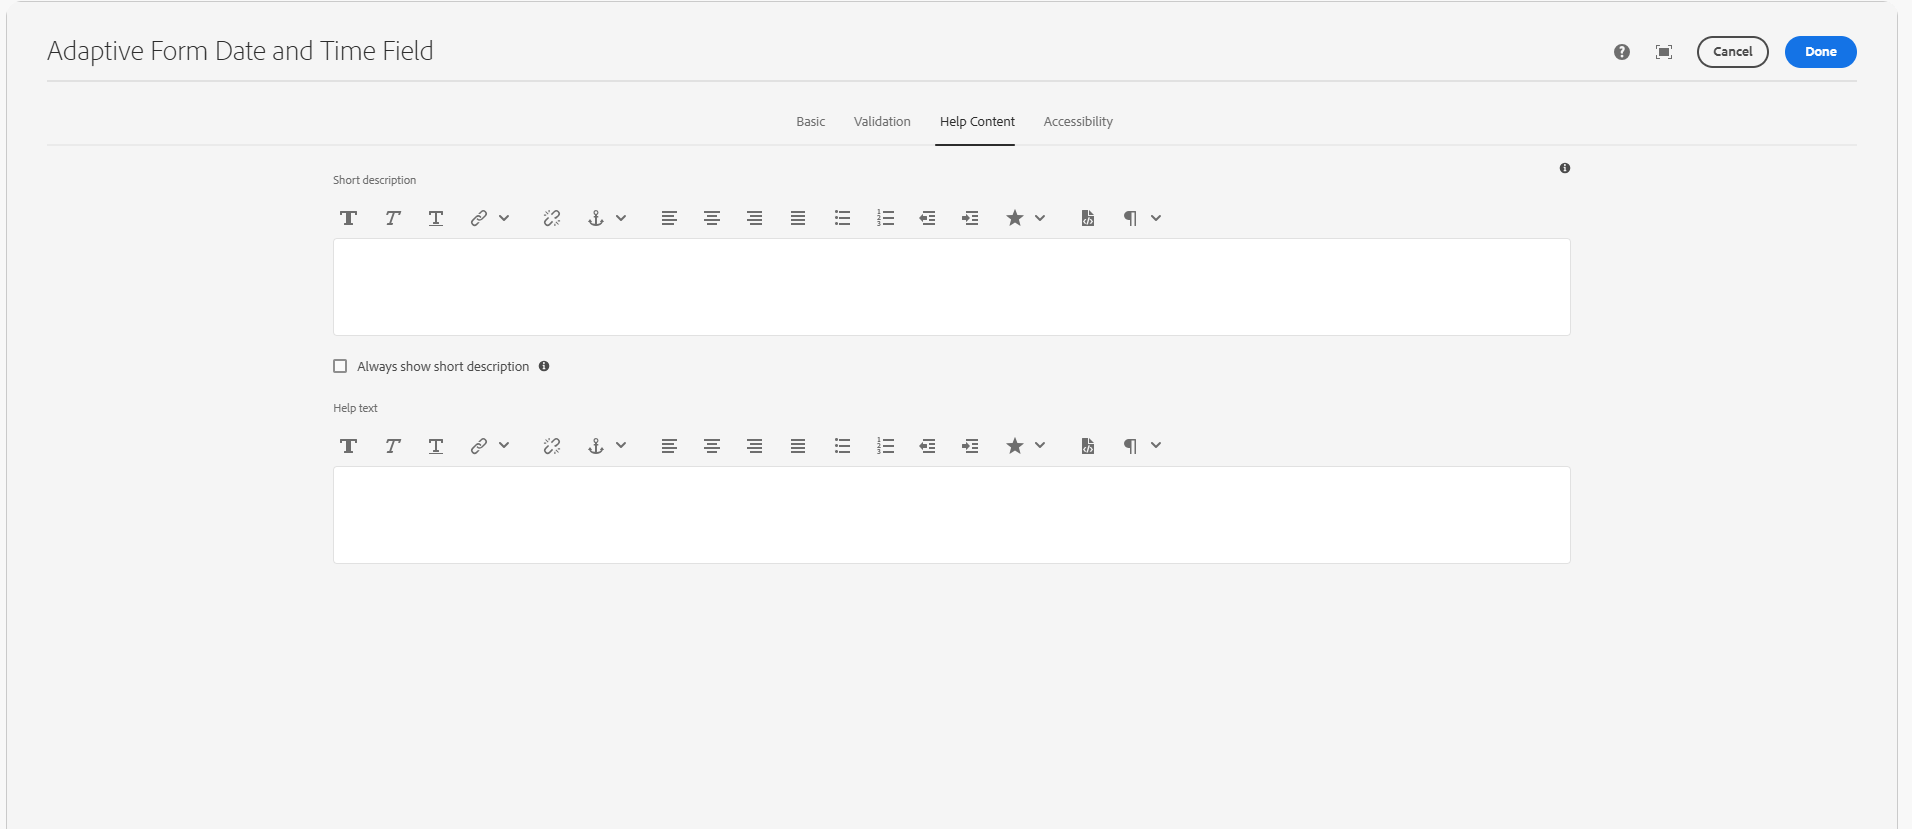 Adaptive Form Date and Time Field
Cancel
Done
Basic
Validation
Help Content
Accessibility
Short description
Always show short description
Help text